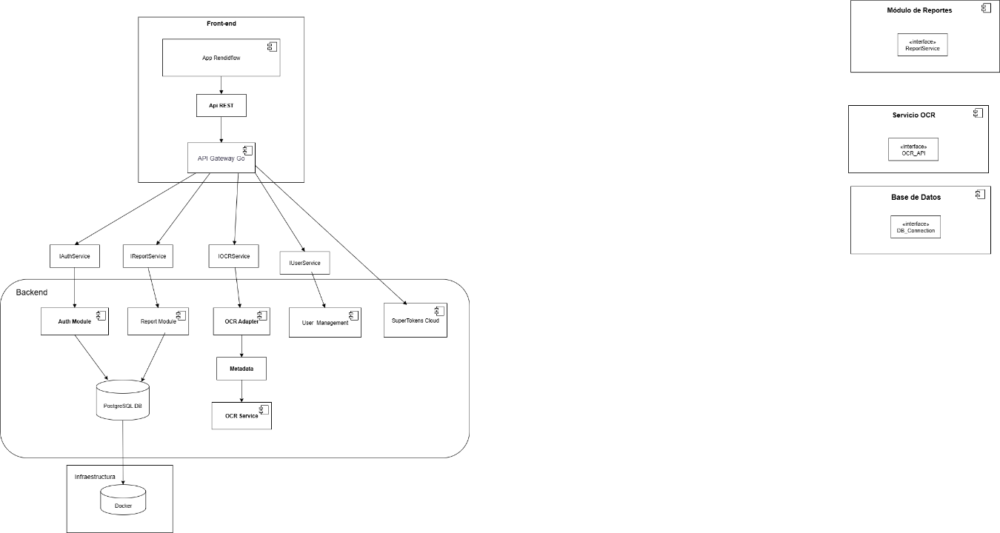 Front-end
App Rendidflow
Api REST
API Gateway Go
IAuthService
IReportService
IOCRService
IUserService
Backend
Auth Module
Report Module
OCR Adapter
User Management
SuperTokens Cloud
Metadata
PostgreSQL DB
OCR Service
Infraestructura
Docker
Módulo de Reportes
«interface»
ReportService
Servicio OCR
«interface»
OCR_API
Base de Datos
«interface»
DB_Connection